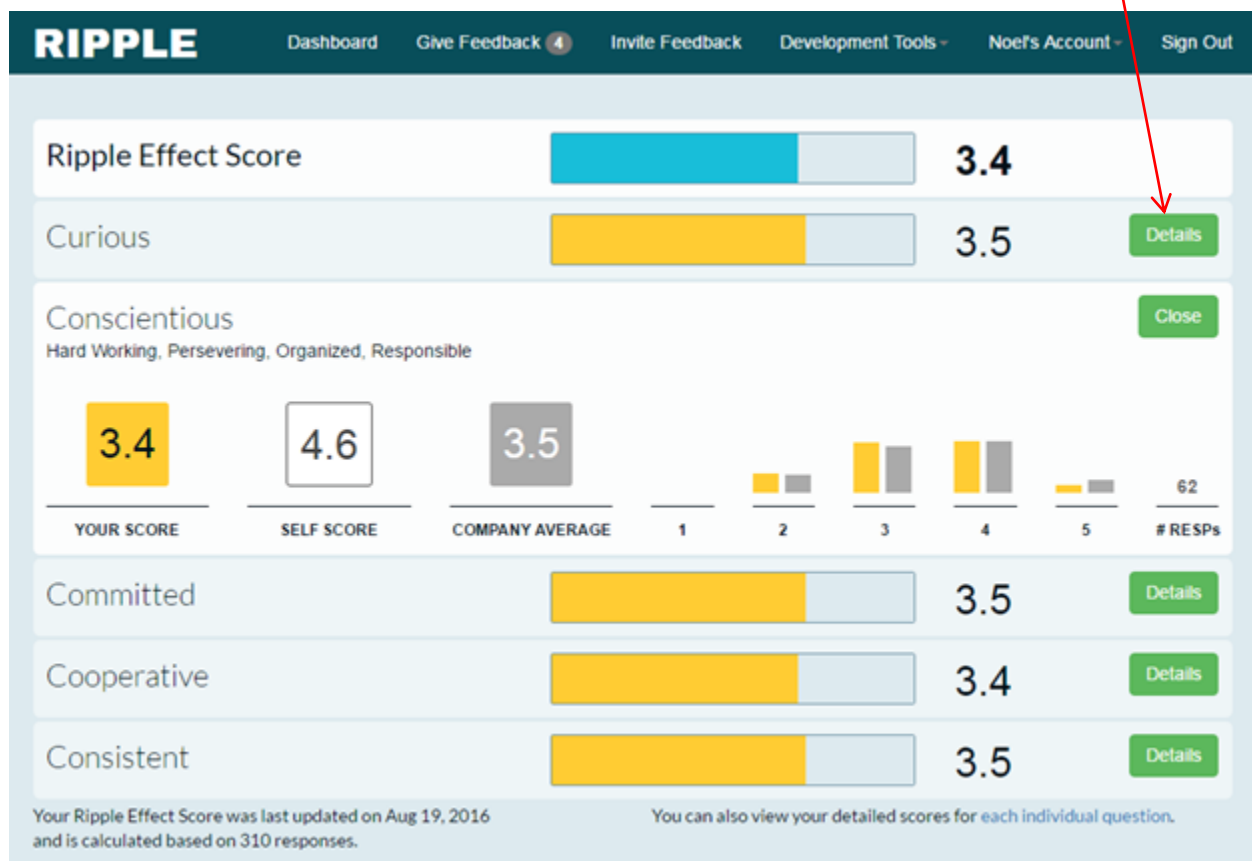 RIPPLE Dashboard Give Feedback 4 Invite Feedback Development Tools Noel's Account Sign Out
Ripple Effect Score 3.4
Curious 3.5 Details
Conscientious Close
Hard Working, Persevering, Organized, Responsible
3.4 4.6 3.5 62
YOUR SCORE SELF SCORE COMPANY AVERAGE 1 2 3 4 5 # RESPs
Committed 3.5 Details
Cooperative 3.4 Details
Consistent 3.5 Details
Your Ripple Effect Score was last updated on Aug 19, 2016
and is calculated based on 310 responses.
You can also view your detailed scores for each individual question.